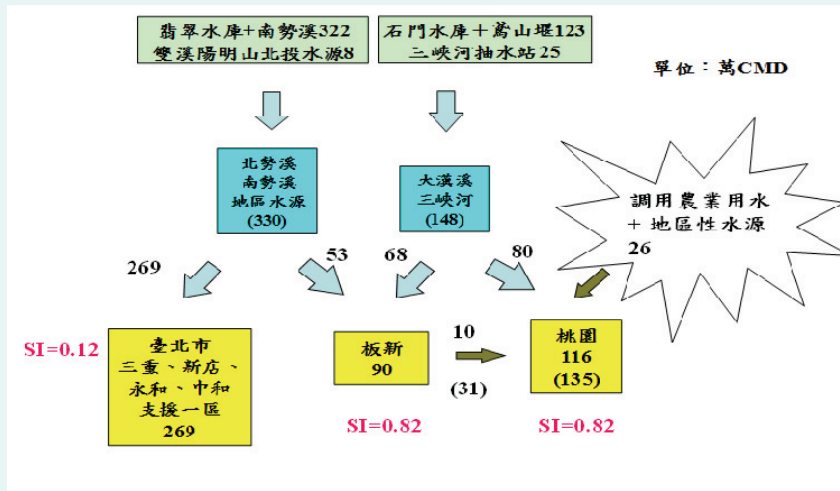 翡翠水庫+南勢溪322
雙溪陽明山北投水源8
石門水庫+鳶山堰123
三峽河抽水站 25
單位：萬CMD
北勢溪
南勢溪
地區水源
(330)
大漢溪
三峽河
(148)
調用農業用水
+ 地區性水源
26
269
53
68
80
SI=0.12
臺北市
三重、新店、
永和、中和
支援一區
269
板新
90
10
(31)
桃園
116
(135)
SI=0.82
SI=0.82